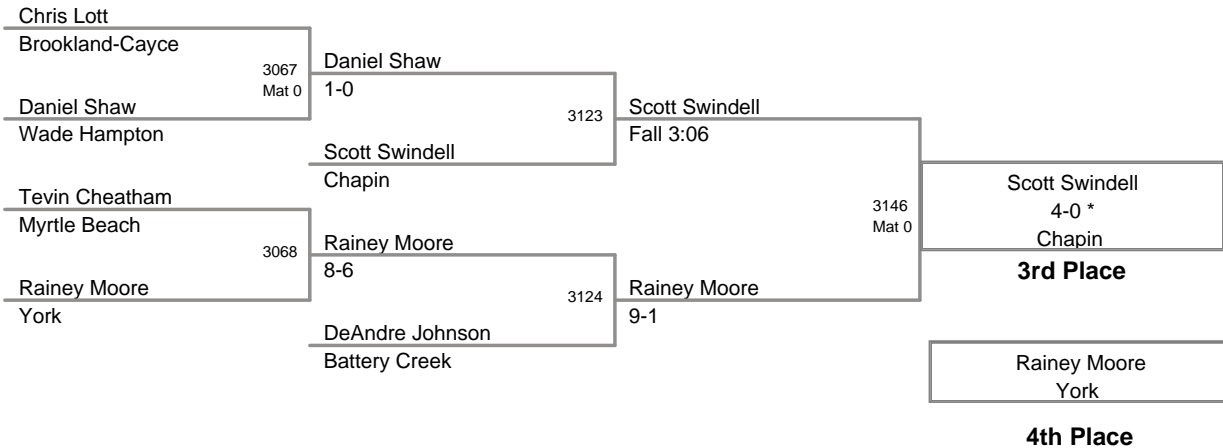 Chris Lott
Brookland-Cayce
3067
Mat 0
Daniel Shaw
1-0
Daniel Shaw
Wade Hampton
3123
Scott Swindell
Fall 3:06
Scott Swindell
Chapin
Tevin Cheatham
Myrtle Beach
3068
Rainey Moore
8-6
Rainey Moore
York
3124
Rainey Moore
9-1
DeAndre Johnson
Battery Creek
3146
Mat 0
Scott Swindell
4-0 *
Chapin
3rd Place
Rainey Moore
York
4th Place